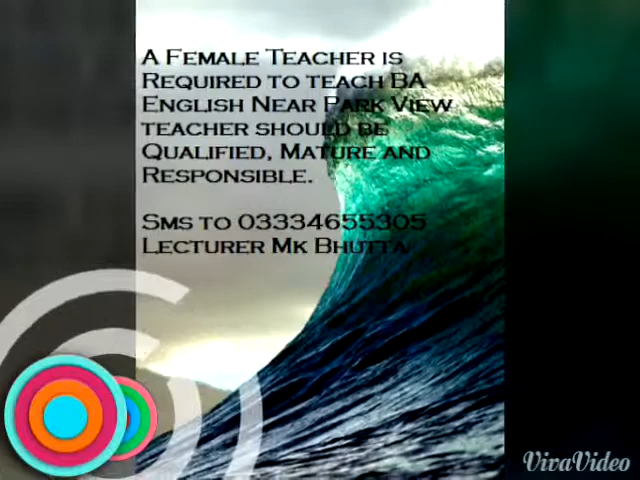 A Female Teacher is
Required to teach BA
English Near Park View
teacher should be
Qualified, Mature and
Responsible.
Sms to 03334655305
Lecturer Mk Bhutta
VivaVideo